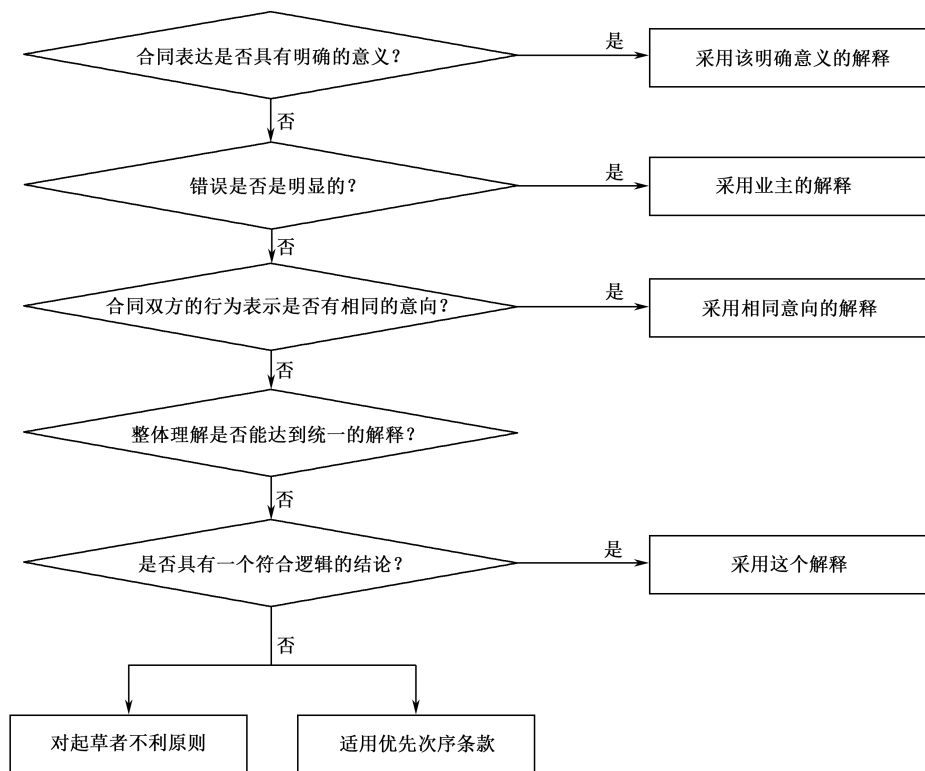 合同表达是否具有明确的意义？
是
采用该明确意义的解释
否
错误是否是明显的？
是
采用业主的解释
否
合同双方的行为表示是否有相同的意向？
是
采用相同意向的解释
否
整体理解是否能达到统一的解释？
否
是否具有一个符合逻辑的结论？
是
采用这个解释
否
对起草者不利原则
适用优先次序条款